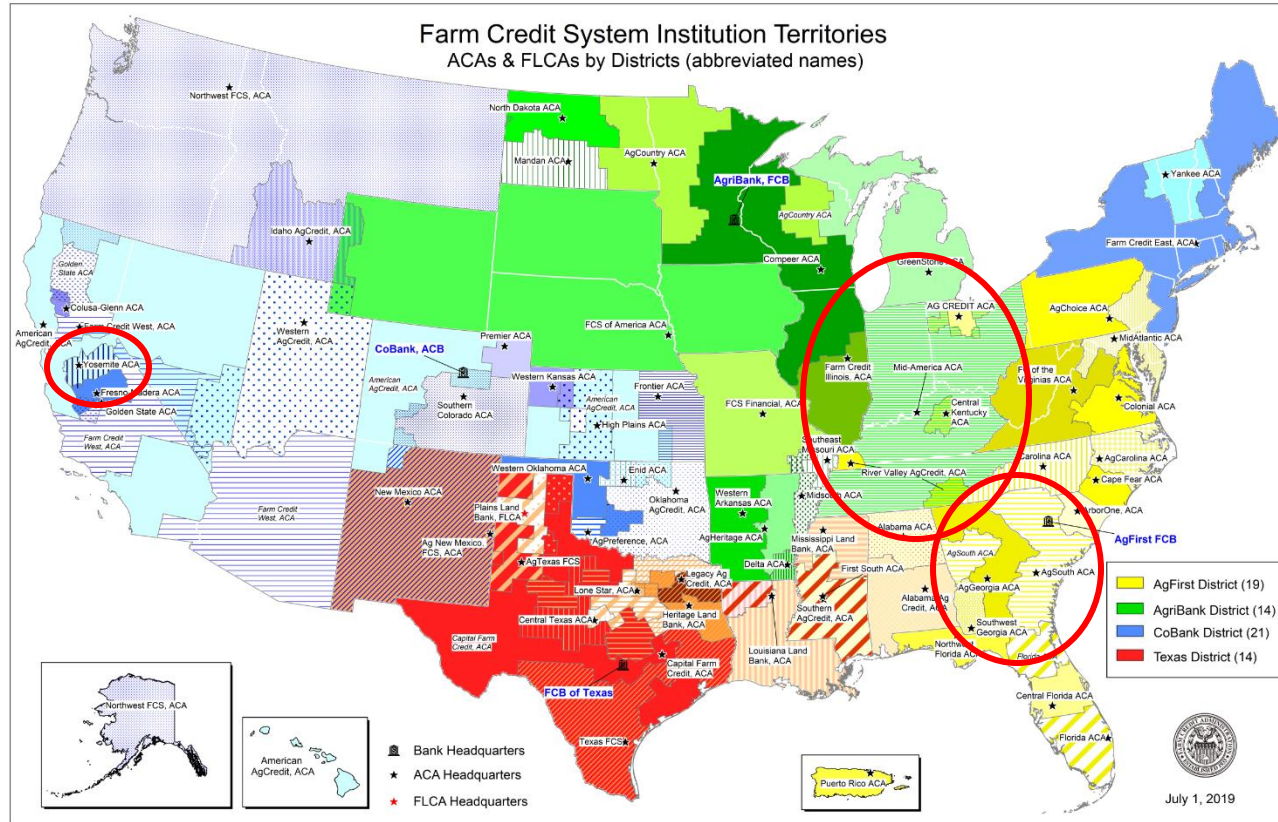 Farm Credit System Institution Territories
ACAs & FLCAs by Districts (abbreviated names)
Northwest FCS, ACA
North Dakota ACA
Mandan ACA
AgCountry ACA
AgriBank, FCB
AgCountry ACA
Yankee ACA
Idaho AgCredit, ACA
Farm Credit East, ACA
Compeer ACA
GreenStone ACA
Golden
State ACA
Colusa-Glenn ACA
AG CREDIT ACA
AgChoice ACA
American
AgCredit, ACA
Farm Credit West, ACA
Western
AgCredit, ACA
Premier ACA
FCS of America ACA
MidAtlantic ACA
CoBank, ACB
Yosemite ACA
Farm Credit
Illinois, ACA
Mid-America ACA
FC of the
Virginias ACA
American
AgCredit, ACA
Western Kansas ACA
Frontier ACA
Fresno-Madera ACA
Golden State ACA
Southern
Colorado ACA
American
AgCredit, ACA
FCS Financial, ACA
Central
Kentucky
ACA
Colonial ACA
High Plains ACA
Farm Credit
West, ACA
Southeast
Missouri ACA
Carolina ACA
AgCarolina ACA
Western Oklahoma ACA
Enid ACA
River Valley AgCredit, ACA
Cape Fear ACA
New Mexico ACA
Plains Land
Bank, FLCA
Oklahoma
AgCredit ACA
Western
Arkansas ACA
Midsouth ACA
ArborOne, ACA
Farm Credit
West, ACA
Ag New Mexico,
FCS, ACA
AgPreference, ACA
AgHeritage ACA
Mississippi Land
Bank, ACA
Alabama ACA
AgFirst FCB
AgSouth ACA
AgTexas FCS
Delta ACA
First South ACA
AgSouth ACA
Legacy Ag
Credit, ACA
Lone Star, ACA
AgGeorgia ACA
Alabama Ag
Credit, ACA
Heritage Land
Bank, ACA
Southern
AgCredit, ACA
Central Texas ACA
Southwest
Georgia ACA
Capital Farm
Credit, ACA
Louisiana Land
Bank, ACA
Northwest
Florida ACA
Florida
Capital Farm
Credit, ACA
FCB of Texas
Central Florida ACA
Florida ACA
Texas FCS
AgFirst District (19)
AgriBank District (14)
CoBank District (21)
Texas District (14)
Northwest FCS, ACA
American
AgCredit, ACA
Bank Headquarters
ACA Headquarters
FLCA Headquarters
Puerto Rico ACA
July 1, 2019